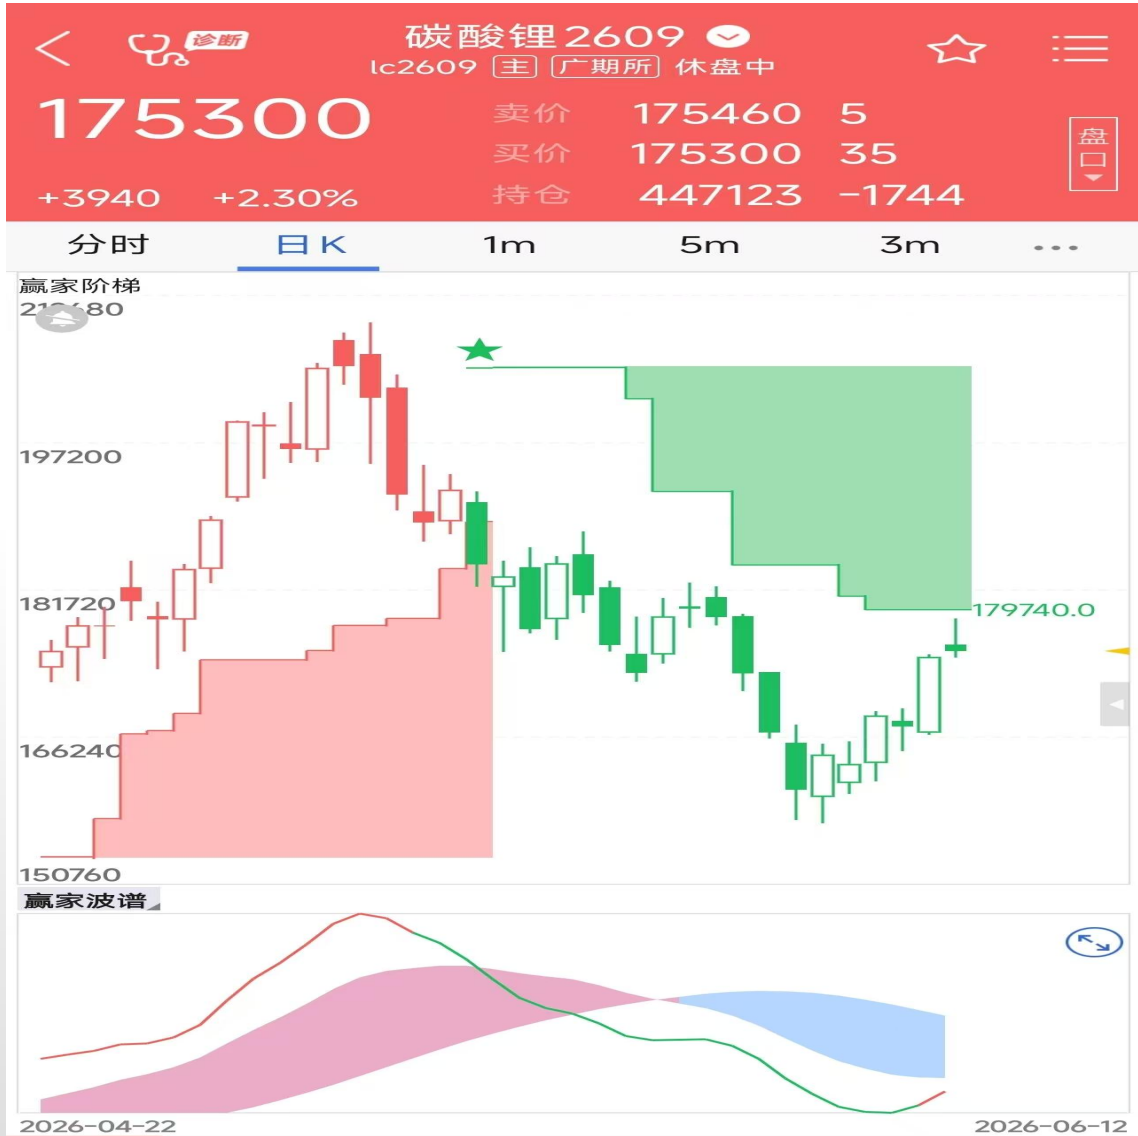 诊断 碳酸锂2609
lc2609 主 广期所 休盘中
175300 卖价 175460 5
买价 175300 35
盘口
+3940 +2.30% 持仓 447123 -1744
分时 日K 1m 5m 3m
赢家阶梯
197200
181720
179740.0
166240
150760
赢家波谱
2026-04-22 2026-06-12